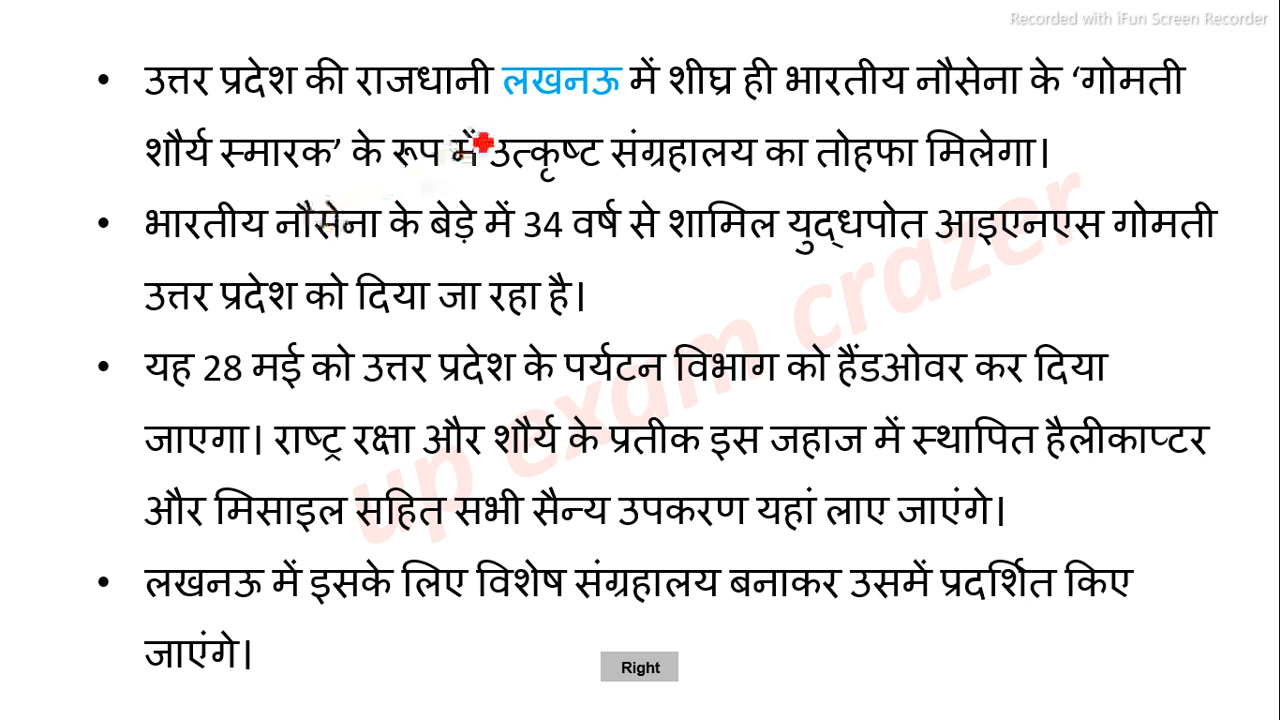 Recorded with iFun Screen Recorder
• उत्तर प्रदेश की राजधानी लखनऊ में शीघ्र ही भारतीय नौसेना के ‘गोमती
शौर्य स्मारक’ के रूप में उत्कृष्ट संग्रहालय का तोहफा मिलेगा।
• भारतीय नौसेना के बेड़े में 34 वर्ष से शामिल युद्धपोत आइएनएस गोमती
उत्तर प्रदेश को दिया जा रहा है।
• यह 28 मई को उत्तर प्रदेश के पर्यटन विभाग को हैंडओवर कर दिया
जाएगा। राष्ट्र रक्षा और शौर्य के प्रतीक इस जहाज में स्थापित हैलीकाप्टर
और मिसाइल सहित सभी सैन्य उपकरण यहां लाए जाएंगे।
• लखनऊ में इसके लिए विशेष संग्रहालय बनाकर उसमें प्रदर्शित किए
जाएंगे।
up exam crazer
Right